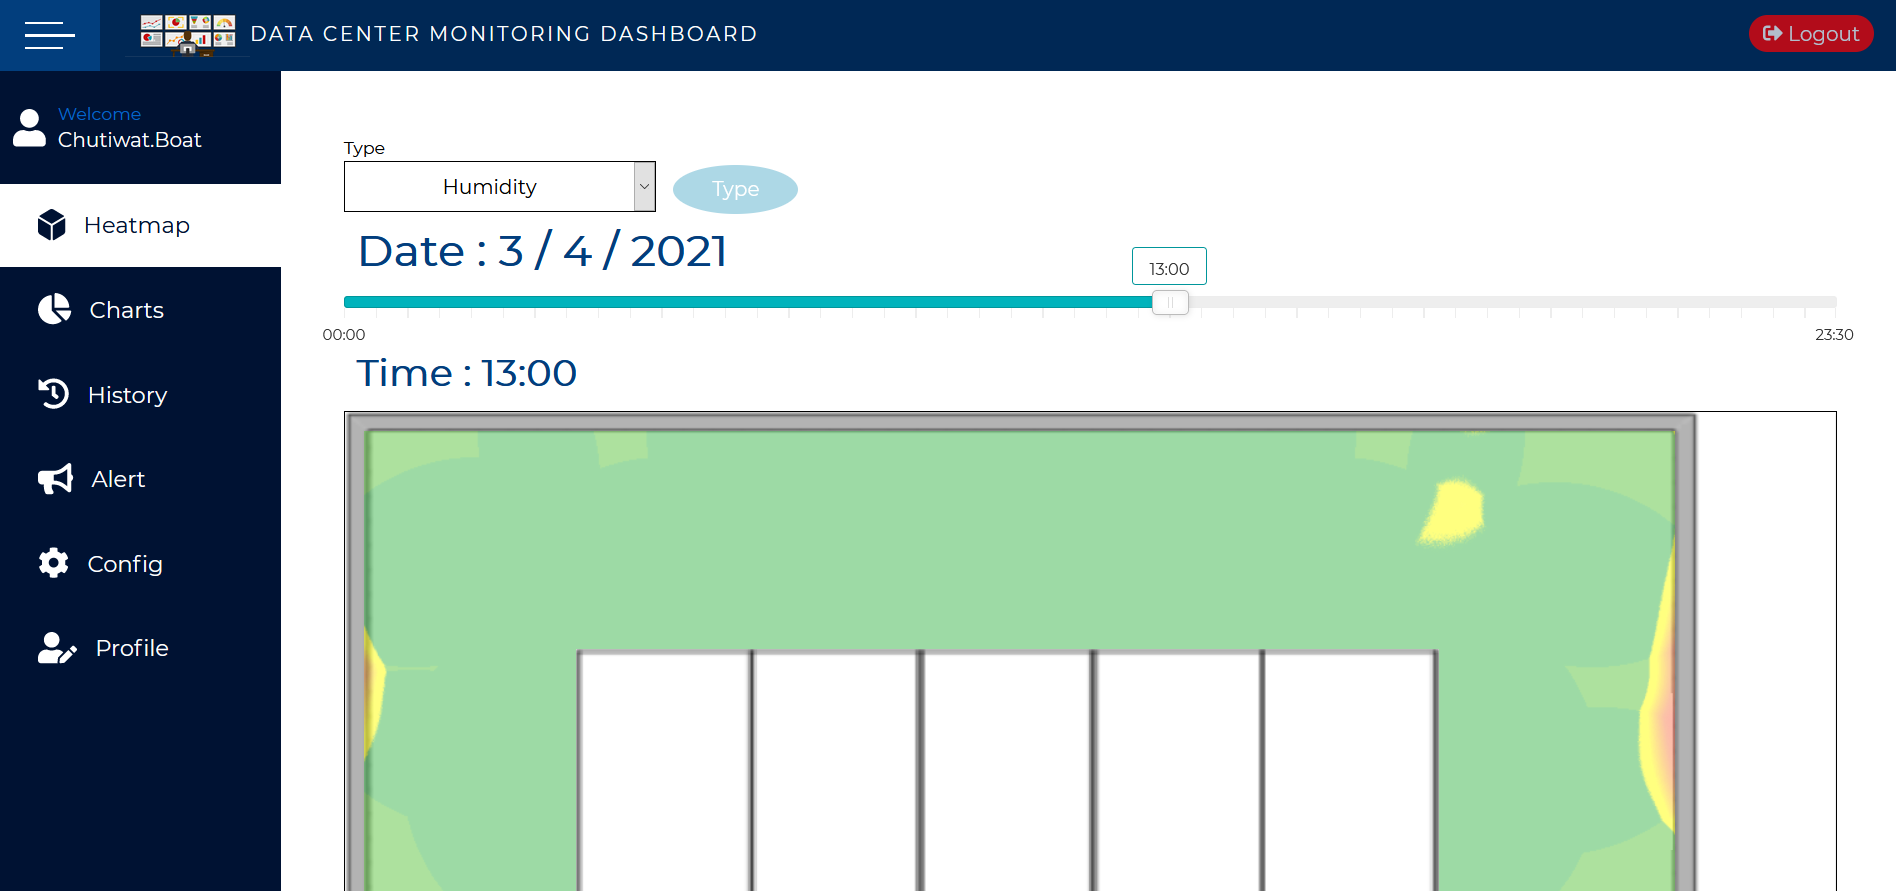 DATA CENTER MONITORING DASHBOARD
Logout
Welcome
Chutiwat.Boat
Heatmap
Charts
History
Alert
Config
Profile
Type
Humidity
Type
Date : 3 / 4 / 2021
13:00
00:00
23:30
Time : 13:00